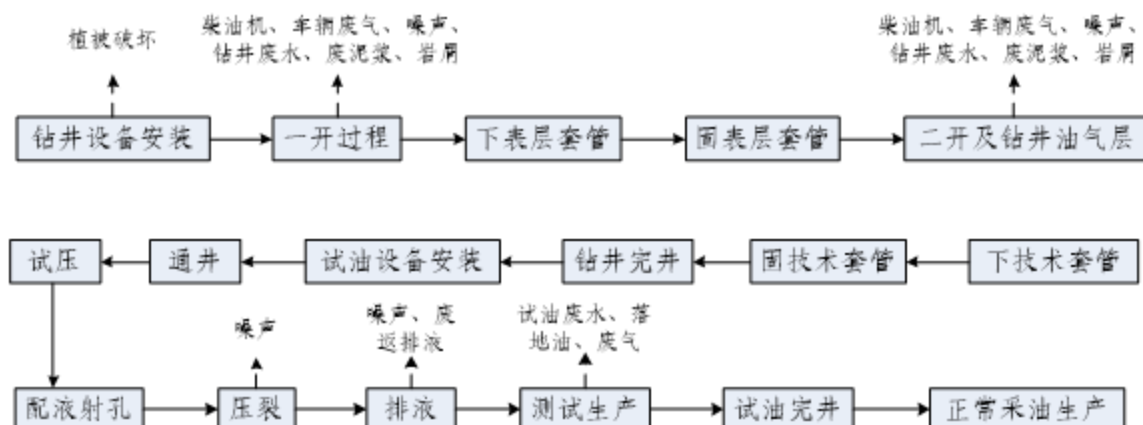 植被破坏
柴油机、车辆废气、噪声、
钻井废水、废泥浆、岩屑
柴油机、车辆废气、噪声、
钻井废水、废泥浆、岩屑
钻井设备安装
一开过程
下表层套管
固表层套管
二开及钻井油气层
试压
通井
试油设备安装
钻井完井
固技术套管
下技术套管
噪声
噪声、废
返排液
试油废水、落
地油、废气
配液射孔
压裂
排液
测试生产
试油完井
正常采油生产